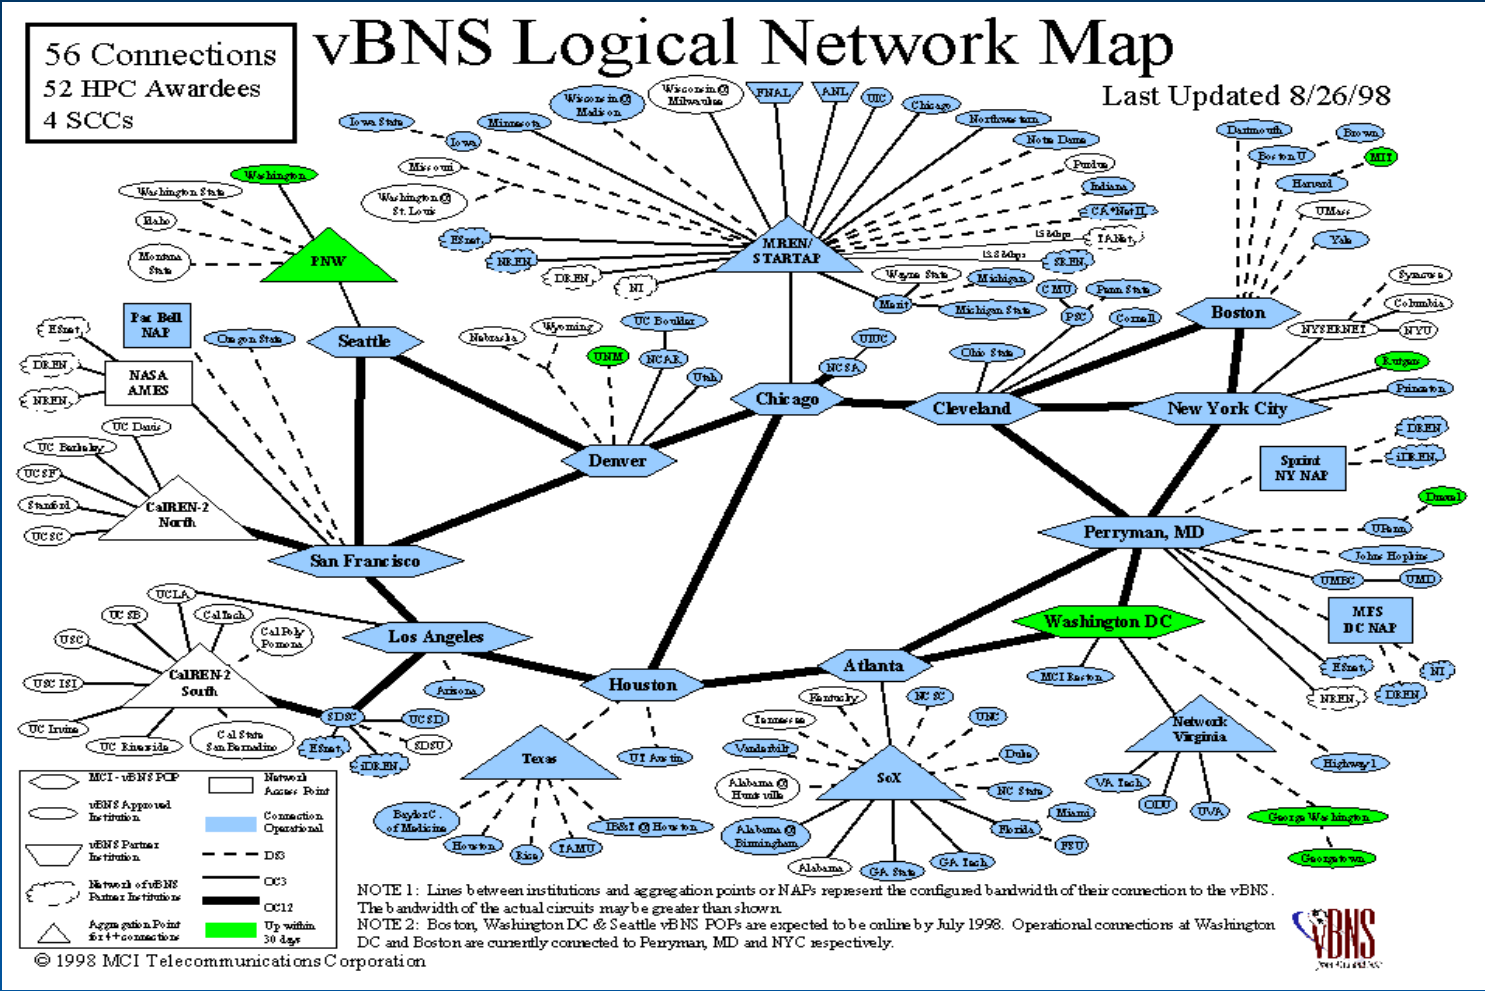 vBNS Logical Network Map
56 Connections
52 HPC Awardees
4 SCCs
Last Updated 8/26/98
Wisconsin @
Milwaukee
FNAL
ANL
UIC
Chicago
Northwestern
Wisconsin @
Madison
Minnesota
Iowa State
Iowa
Missouri
Washington @
St. Louis
ESnet
NREN
DREN
NI
MREN/
STARTAP
Notre Dame
Purdue
Indiana
CA*Net II
TANet
SREN
Wayne State
Merit
Michigan
Michigan State
Dartmouth
Brown
Boston U
MIT
Harvard
UMass
Yale
Boston
Washington
Washington State
Idaho
Montana
State
PNW
Seattle
Pac Bell
NAP
Oregon State
ESnet
DREN
NREN
NASA
AMES
Nebraska
Wyoming
UNM
UC Boulder
NCAR
Utah
Denver
UIUC
NCSA
Chicago
CMU
PSC
Penn State
Cornell
Ohio State
Cleveland
Syracuse
Columbia
NYSERNET
NYU
Rutgers
Princeton
New York City
UC Davis
UC Berkeley
UCSF
Stanford
UCSC
CalREN-2
North
San Francisco
Sprint
NY NAP
DREN
iDREN
Perryman, MD
Drexel
UPenn
Johns Hopkins
UMBC
UMD
MFS
DC NAP
ESnet
NREN
DREN
NI
UCLA
UCSB
Cal Tech
USC
Cal Poly
Pomona
USC ISI
CalREN-2
South
UC Irvine
UC Riverside
Cal State
San Bernadino
SDSC
UCSD
SDSU
ESnet
iDREN
Los Angeles
Arizona
Houston
Atlanta
Washington DC
MCI Reston
Network
Virginia
VA Tech
ODU
UVA
Highway 1
George Washington
Georgetown
Texas
UT Austin
Baylor C.
of Medicine
Houston
Rice
TAMU
IB&T @ Houston
Kentucky
Tennessee
Vanderbilt
Alabama @
Huntsville
Alabama @
Birmingham
Alabama
GA State
GA Tech
SoX
NCSC
UNC
Duke
NC State
Florida
Miami
FSU
MCI - vBNS POP
vBNS Approved
Institution
vBNS Partner
Institution
Network of vBNS
Partner Institutions
Aggregation Point
for 4+ connections
Network
Access Point
Connection
Operational
DS3
OC3
OC12
Up within
30 days
NOTE 1: Lines between institutions and aggregation points or NAPs represent the configured bandwidth of their connection to the vBNS.
The bandwidth of the actual circuits may be greater than shown.
NOTE 2: Boston, Washington DC & Seattle vBNS POPs are expected to be online by July 1998. Operational connections at Washington
DC and Boston are currently connected to Perryman, MD and NYC respectively.
© 1998 MCI Telecommunications Corporation
vBNS